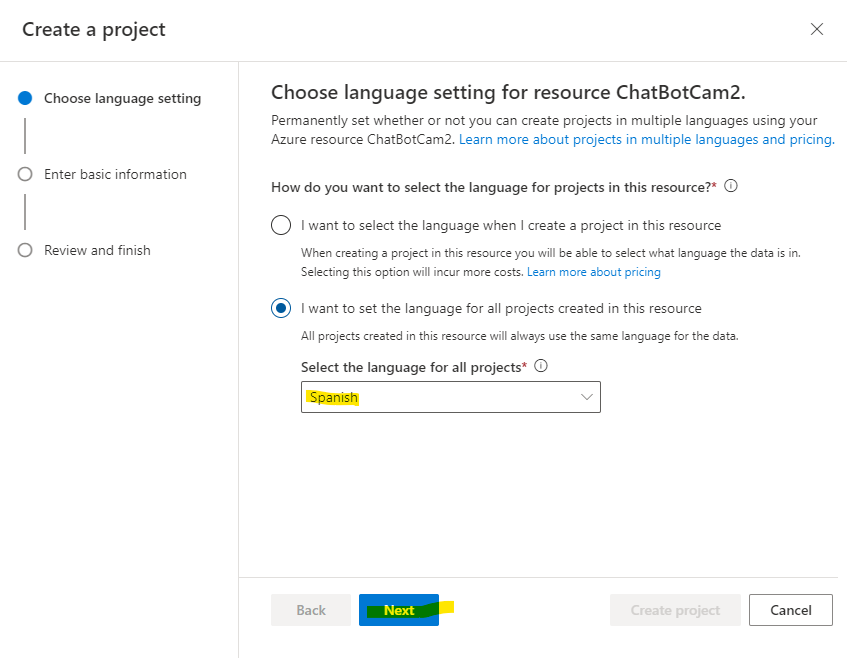 Create a project
Choose language setting
Enter basic information
Review and finish
Choose language setting for resource ChatBotCam2.
Permanently set whether or not you can create projects in multiple languages using your
Azure resource ChatBotCam2. Learn more about projects in multiple languages and pricing.
How do you want to select the language for projects in this resource?*
I want to select the language when I create a project in this resource
When creating a project in this resource you will be able to select what language the data is in.
Selecting this option will incur more costs. Learn more about pricing
I want to set the language for all projects created in this resource
All projects created in this resource will always use the same language for the data.
Select the language for all projects*
Spanish
Back
Next
Create project
Cancel